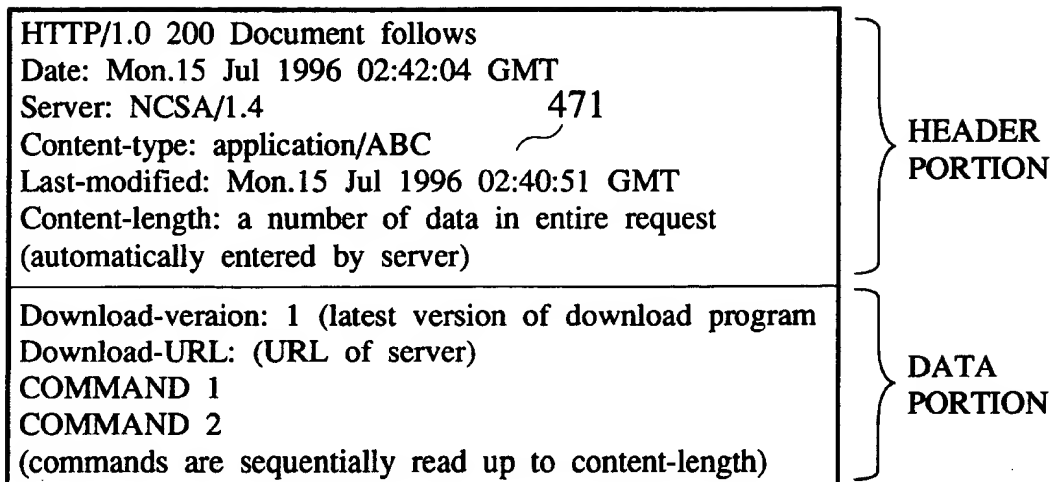 HTTP/1.0 200 Document follows
Date: Mon.15 Jul 1996 02:42:04 GMT
Server: NCSA/1.4
471
Content-type: application/ABC
Last-modified: Mon.15 Jul 1996 02:40:51 GMT
Content-length: a number of data in entire request
(automatically entered by server)
HEADER
PORTION
Download-veraion: 1 (latest version of download program
Download-URL: (URL of server)
COMMAND 1
COMMAND 2
(commands are sequentially read up to content-length)
DATA
PORTION